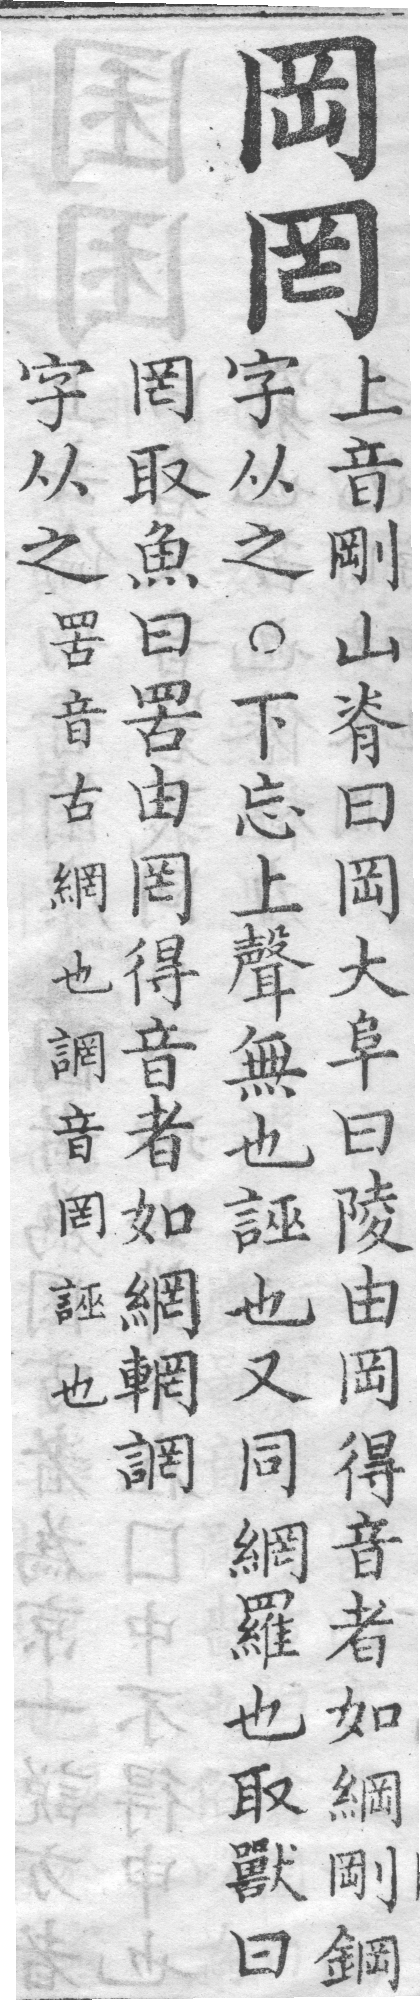 岡罔
上音剛山脊曰岡大阜曰陵由岡得音者如綱剛鋼
字从之○下忘上聲無也誣也又同網羅也取獸曰
罔取魚曰罟由罔得音者如網輞誷
字从之罟音古網也誷音罔誣也